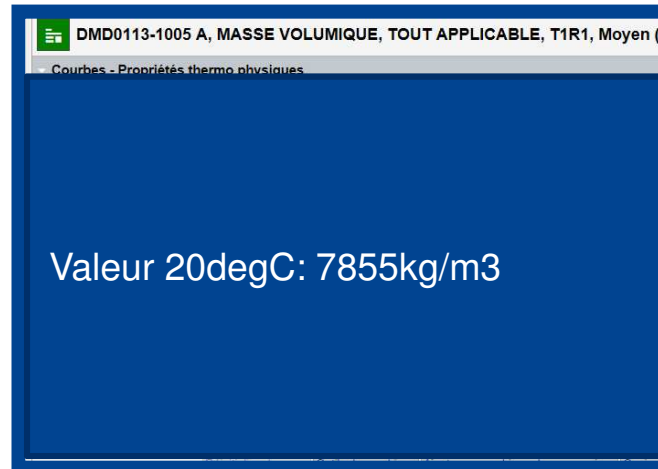 DMD0113-1005 A, MASSE VOLUMIQUE, TOUT APPLICABLE, T1R1, Moyen (
Courbes - Propriétés thermo physiques
Valeur 20degC: 7855kg/m3